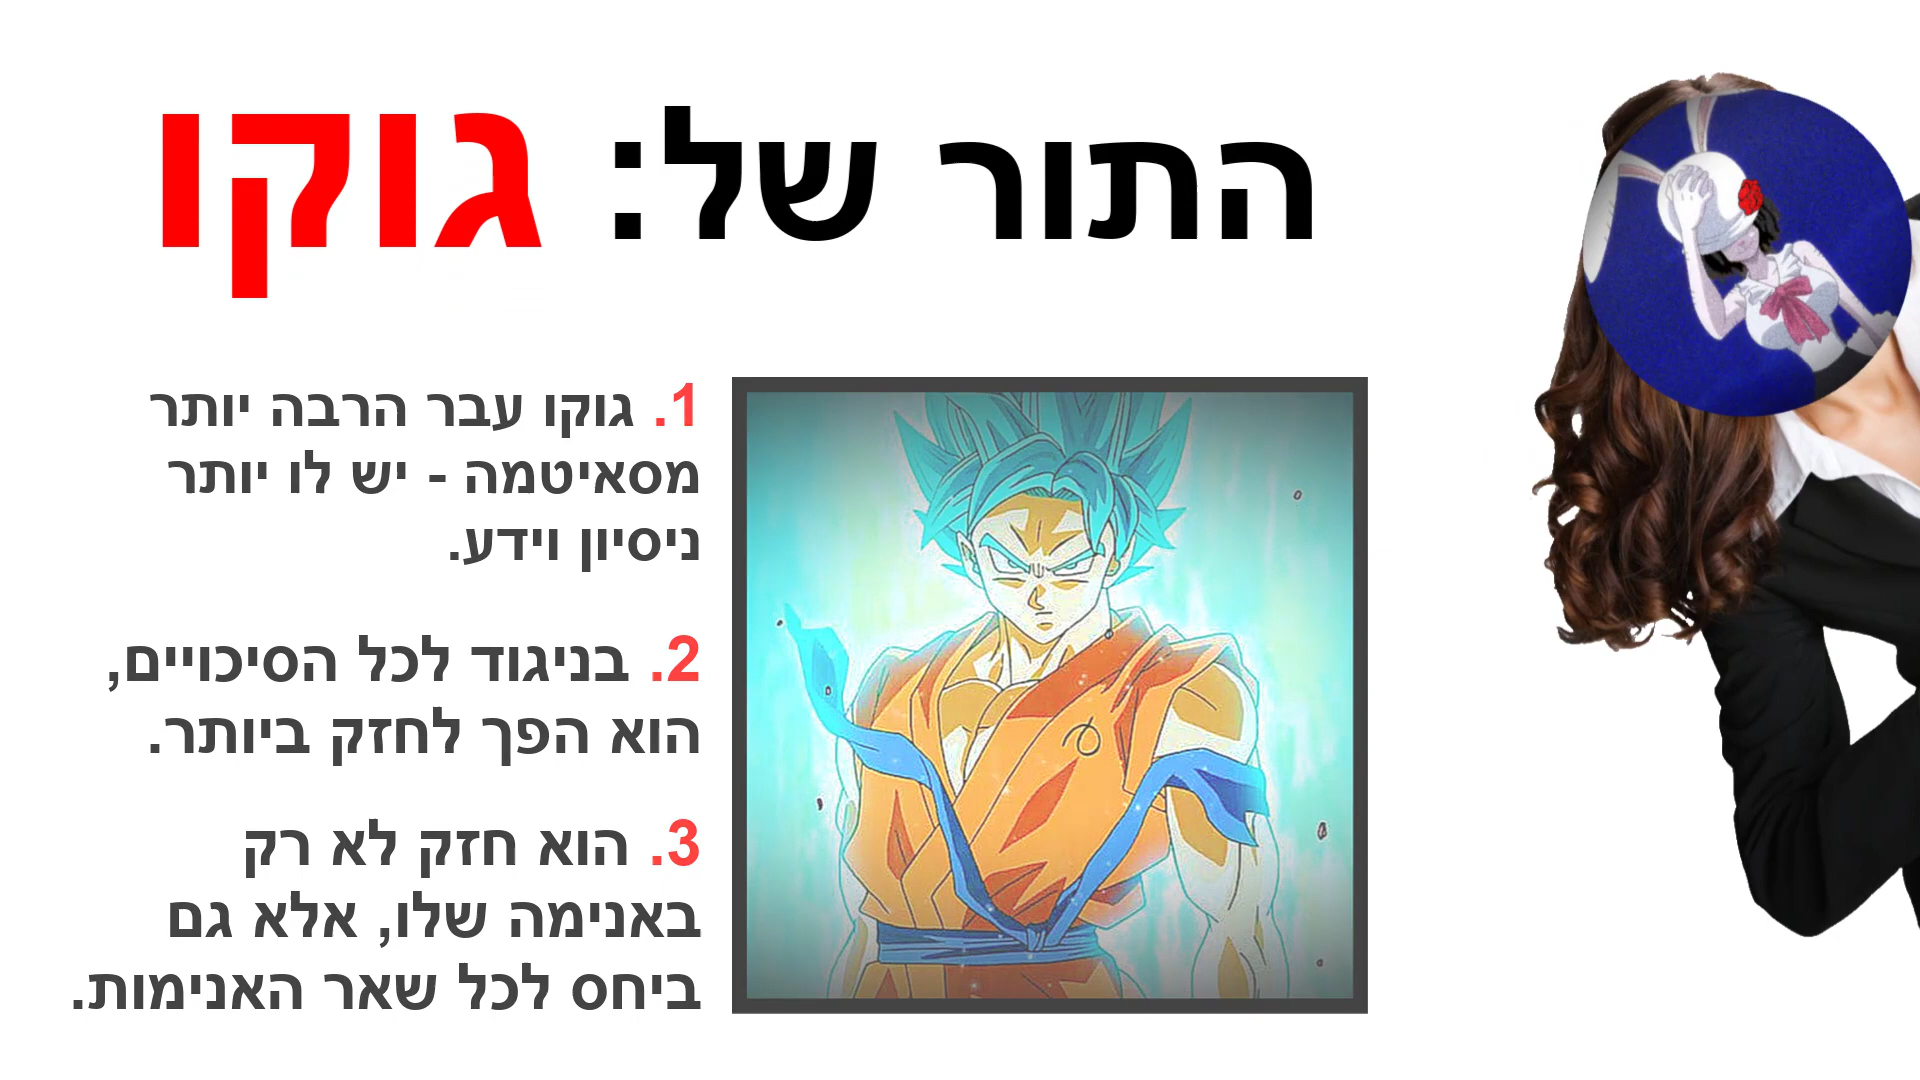 התור של: גוקו
1. גוקו עבר הרבה יותר
מסאיטמה - יש לו יותר
ניסיון וידע.
2. בניגוד לכל הסיכויים,
הוא הפך לחזק ביותר.
3. הוא חזק לא רק
באנימה שלו, אלא גם
ביחס לכל שאר האנימות.